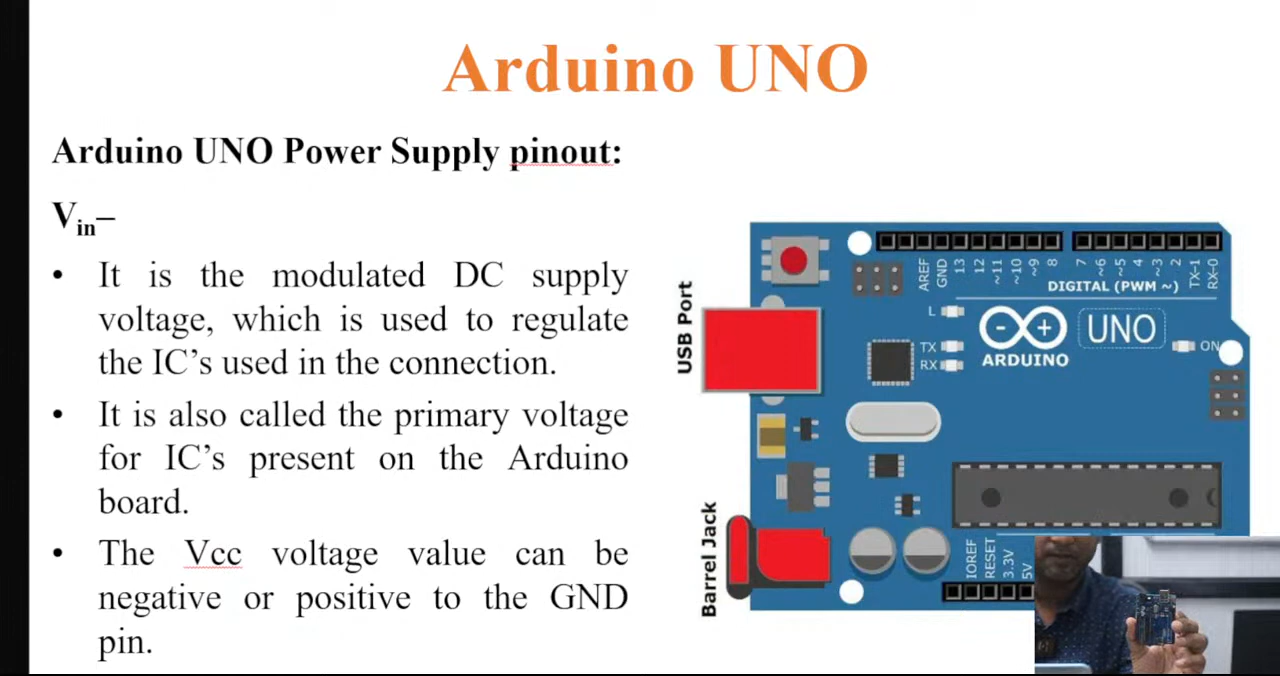 Arduino UNO
Arduino UNO Power Supply pinout:
Vin–
• It is the modulated DC supply
voltage, which is used to regulate
the IC’s used in the connection.
• It is also called the primary voltage
for IC’s present on the Arduino
board.
• The Vcc voltage value can be
negative or positive to the GND
pin.
USB Port
Barrel Jack
AREF
GND
13
12
~11
~10
~9
8
7
~6
~5
4
~3
2
TX-1
RX-0
DIGITAL (PWM ~)
L
TX
RX
ARDUINO
UNO
ON
IOREF
RESET
3.3V
5V